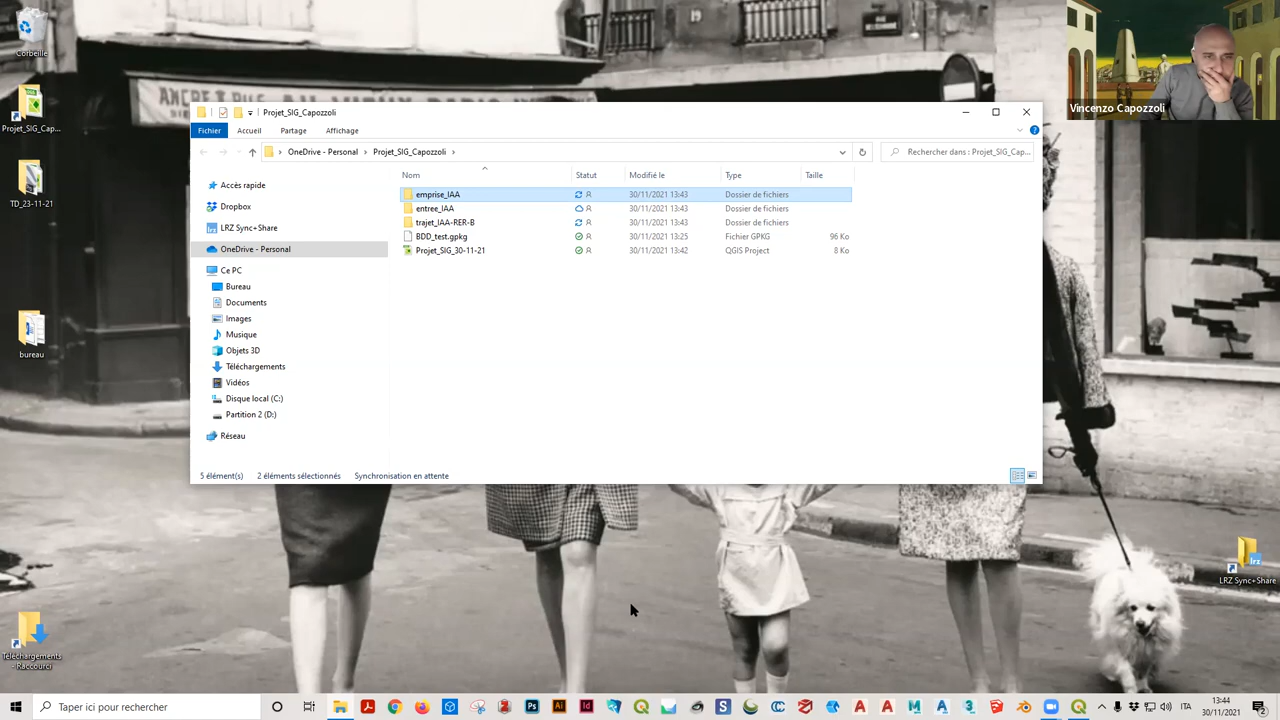 Corbeille
Projet_SIG_Cap...
TD_23-11-21
bureau
Téléchargements
- Raccourci
LRZ Sync+Share
Vincenzo Capozzoli
Projet_SIG_Capozzoli
Fichier Accueil Partage Affichage
OneDrive - Personal > Projet_SIG_Capozzoli >
Rechercher dans : Projet_SIG_Cap...
Accès rapide
Dropbox
LRZ Sync+Share
OneDrive - Personal
Ce PC
Bureau
Documents
Images
Musique
Objets 3D
Téléchargements
Vidéos
Disque local (C:)
Partition 2 (D:)
Réseau
Nom Statut Modifié le Type Taille
emprise_IAA 30/11/2021 13:43 Dossier de fichiers
entree_IAA 30/11/2021 13:43 Dossier de fichiers
trajet_IAA-RER-B 30/11/2021 13:43 Dossier de fichiers
BDD_test.gpkg 30/11/2021 13:25 Fichier GPKG 96 Ko
Projet_SIG_30-11-21 30/11/2021 13:42 QGIS Project 8 Ko
5 élément(s) 2 éléments sélectionnés Synchronisation en attente
Taper ici pour rechercher
ITA
13:44
30/11/2021